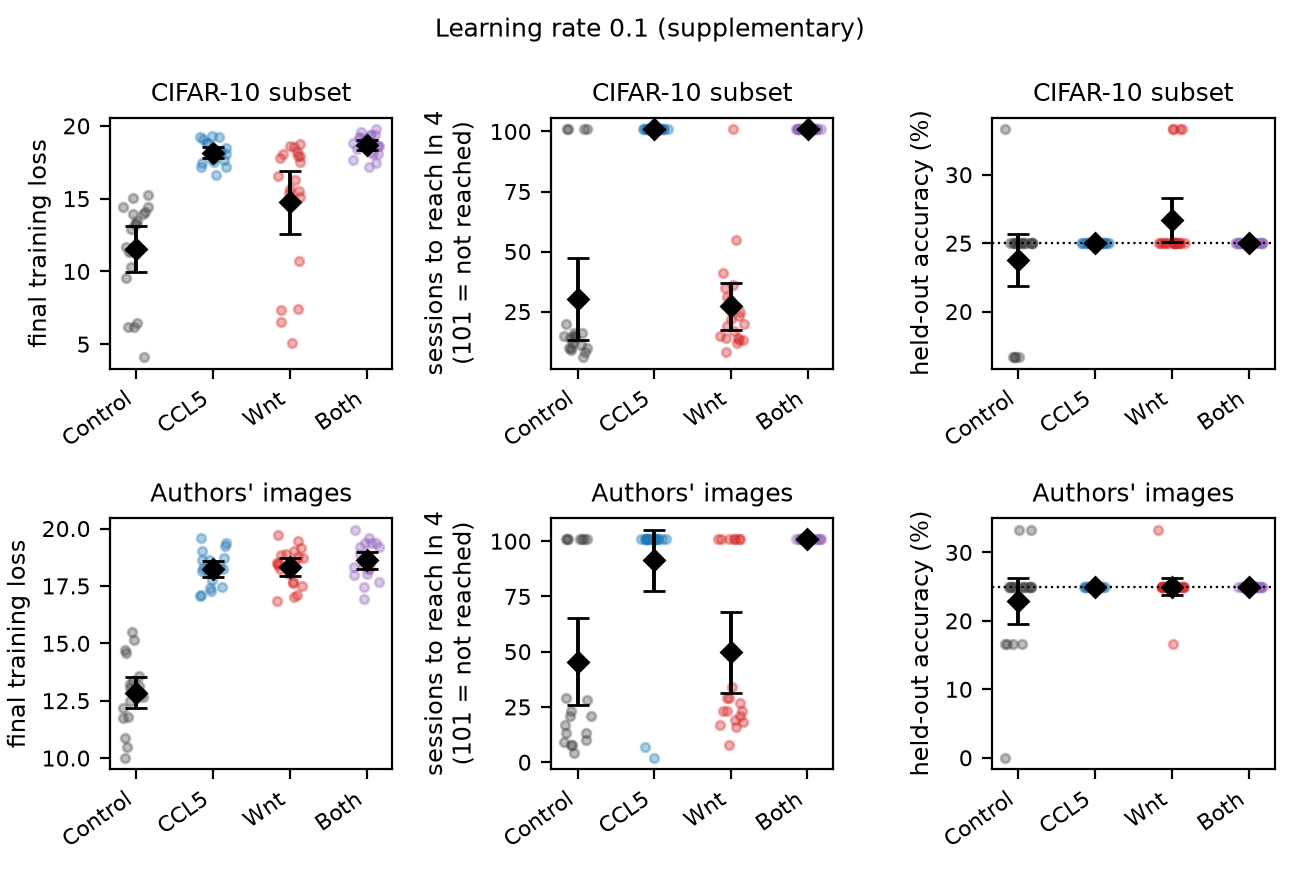 Learning rate 0.1 (supplementary)
CIFAR-10 subset
final training loss
20
15
10
5
Control
CCL5
Wnt
Both
CIFAR-10 subset
sessions to reach ln 4
(101 = not reached)
100
75
50
25
Control
CCL5
Wnt
Both
CIFAR-10 subset
held-out accuracy (%)
30
25
20
Control
CCL5
Wnt
Both
Authors' images
final training loss
20.0
17.5
15.0
12.5
10.0
Control
CCL5
Wnt
Both
Authors' images
sessions to reach ln 4
(101 = not reached)
100
75
50
25
0
Control
CCL5
Wnt
Both
Authors' images
held-out accuracy (%)
30
20
10
0
Control
CCL5
Wnt
Both